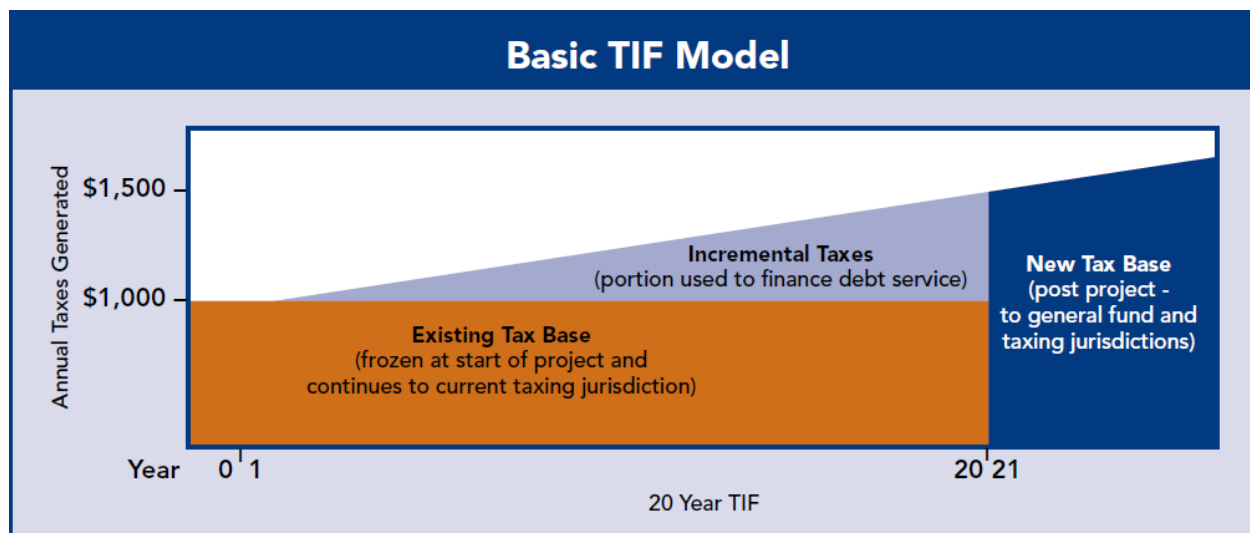 Basic TIF Model
Annual Taxes Generated
$1,500
$1,000
Incremental Taxes
(portion used to finance debt service)
Existing Tax Base
(frozen at start of project and
continues to current taxing jurisdiction)
New Tax Base
(post project -
to general fund and
taxing jurisdictions)
Year 0 1 20 21
20 Year TIF